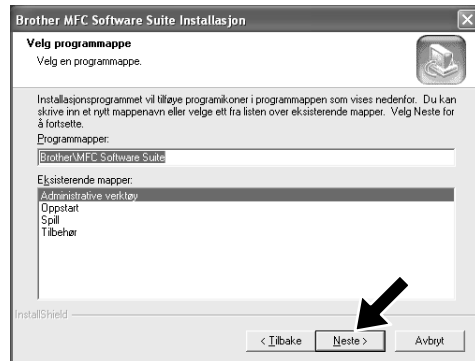 Brother MFC Software Suite Installasjon
Velg programmappe
Velg en programmappe.
Installasjonsprogrammet vil tilføye programikoner i programmappen som vises nedenfor. Du kan
skrive inn et nytt mappenavn eller velge ett fra listen over eksisterende mapper. Velg Neste for
å fortsette.
Programmapper:
Brother\MFC Software Suite
Eksisterende mapper:
Administrative verktøy
Oppstart
Spill
Tilbehør
InstallShield
< Tilbake
Neste >
Avbryt